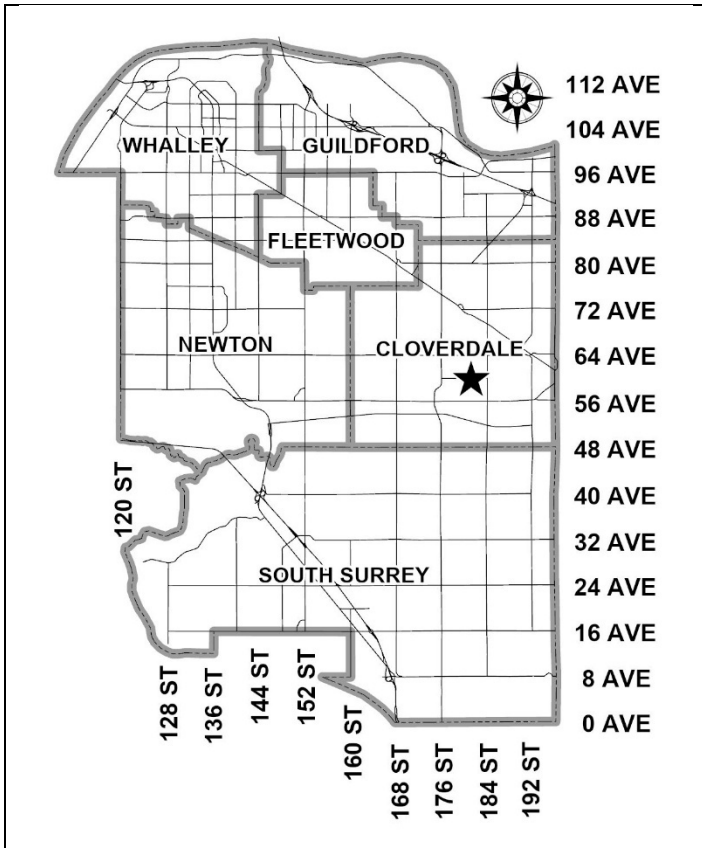 112 AVE
104 AVE
WHALLEY
GUILDFORD
96 AVE
88 AVE
FLEETWOOD
80 AVE
72 AVE
NEWTON
CLOVERDALE
64 AVE
56 AVE
48 AVE
120 ST
40 AVE
32 AVE
SOUTH SURREY
24 AVE
16 AVE
8 AVE
0 AVE
128 ST
136 ST
144 ST
152 ST
160 ST
168 ST
176 ST
184 ST
192 ST